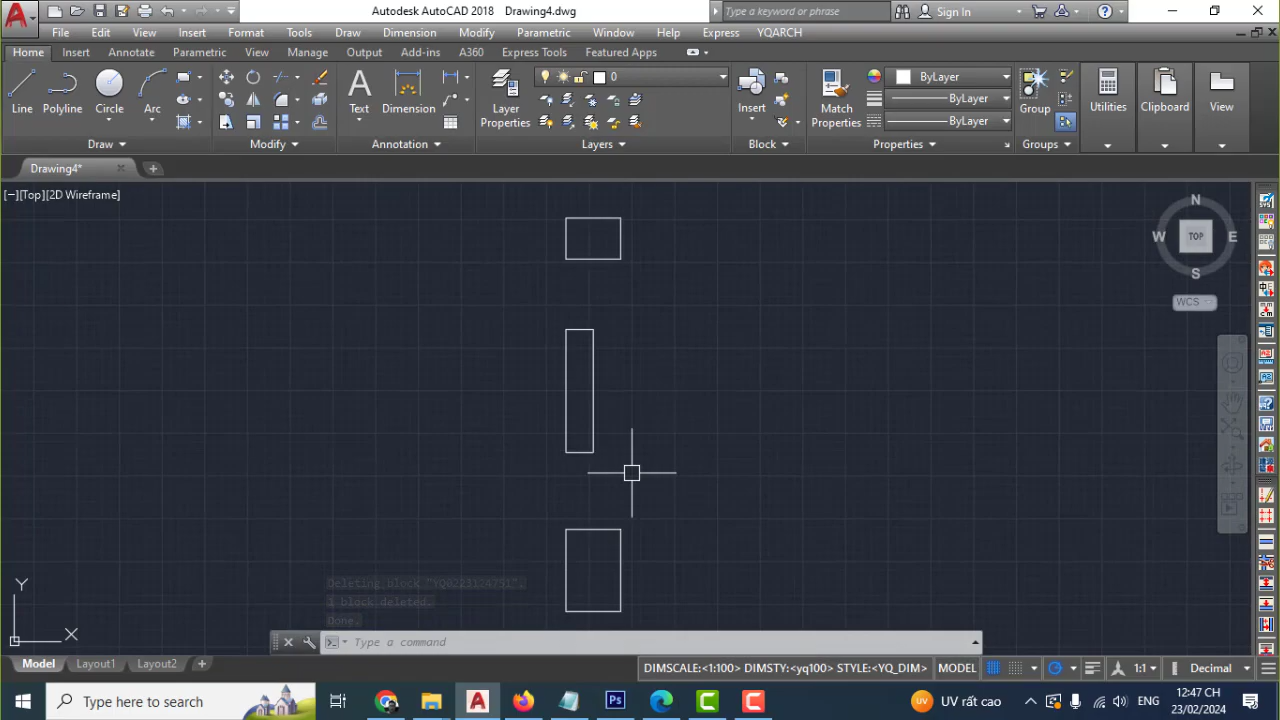 Autodesk AutoCAD 2018 Drawing4.dwg
Type a keyword or phrase
Sign In
File Edit View Insert Format Tools Draw Dimension Modify Parametric Window Help Express YQARCH
Home Insert Annotate Parametric View Manage Output Add-ins A360 Express Tools Featured Apps
0
ByLayer
ByLayer
ByLayer
Line Polyline Circle Arc
Text Dimension
Layer Properties
Insert
Match Properties
Group
Utilities
Clipboard
View
Draw Modify Annotation Layers Block Properties Groups
Drawing4*
[−][Top][2D Wireframe]
N
W TOP E
S
WCS
Deleting block "YQ0223124751".
1 block deleted.
Done.
Y
X
Type a command
Model Layout1 Layout2
DIMSCALE:<1:100> DIMSTY:<yq100> STYLE:<YQ_DIM> MODEL 1:1 Decimal
Type here to search
UV rất cao
ENG
12:47 CH
23/02/2024